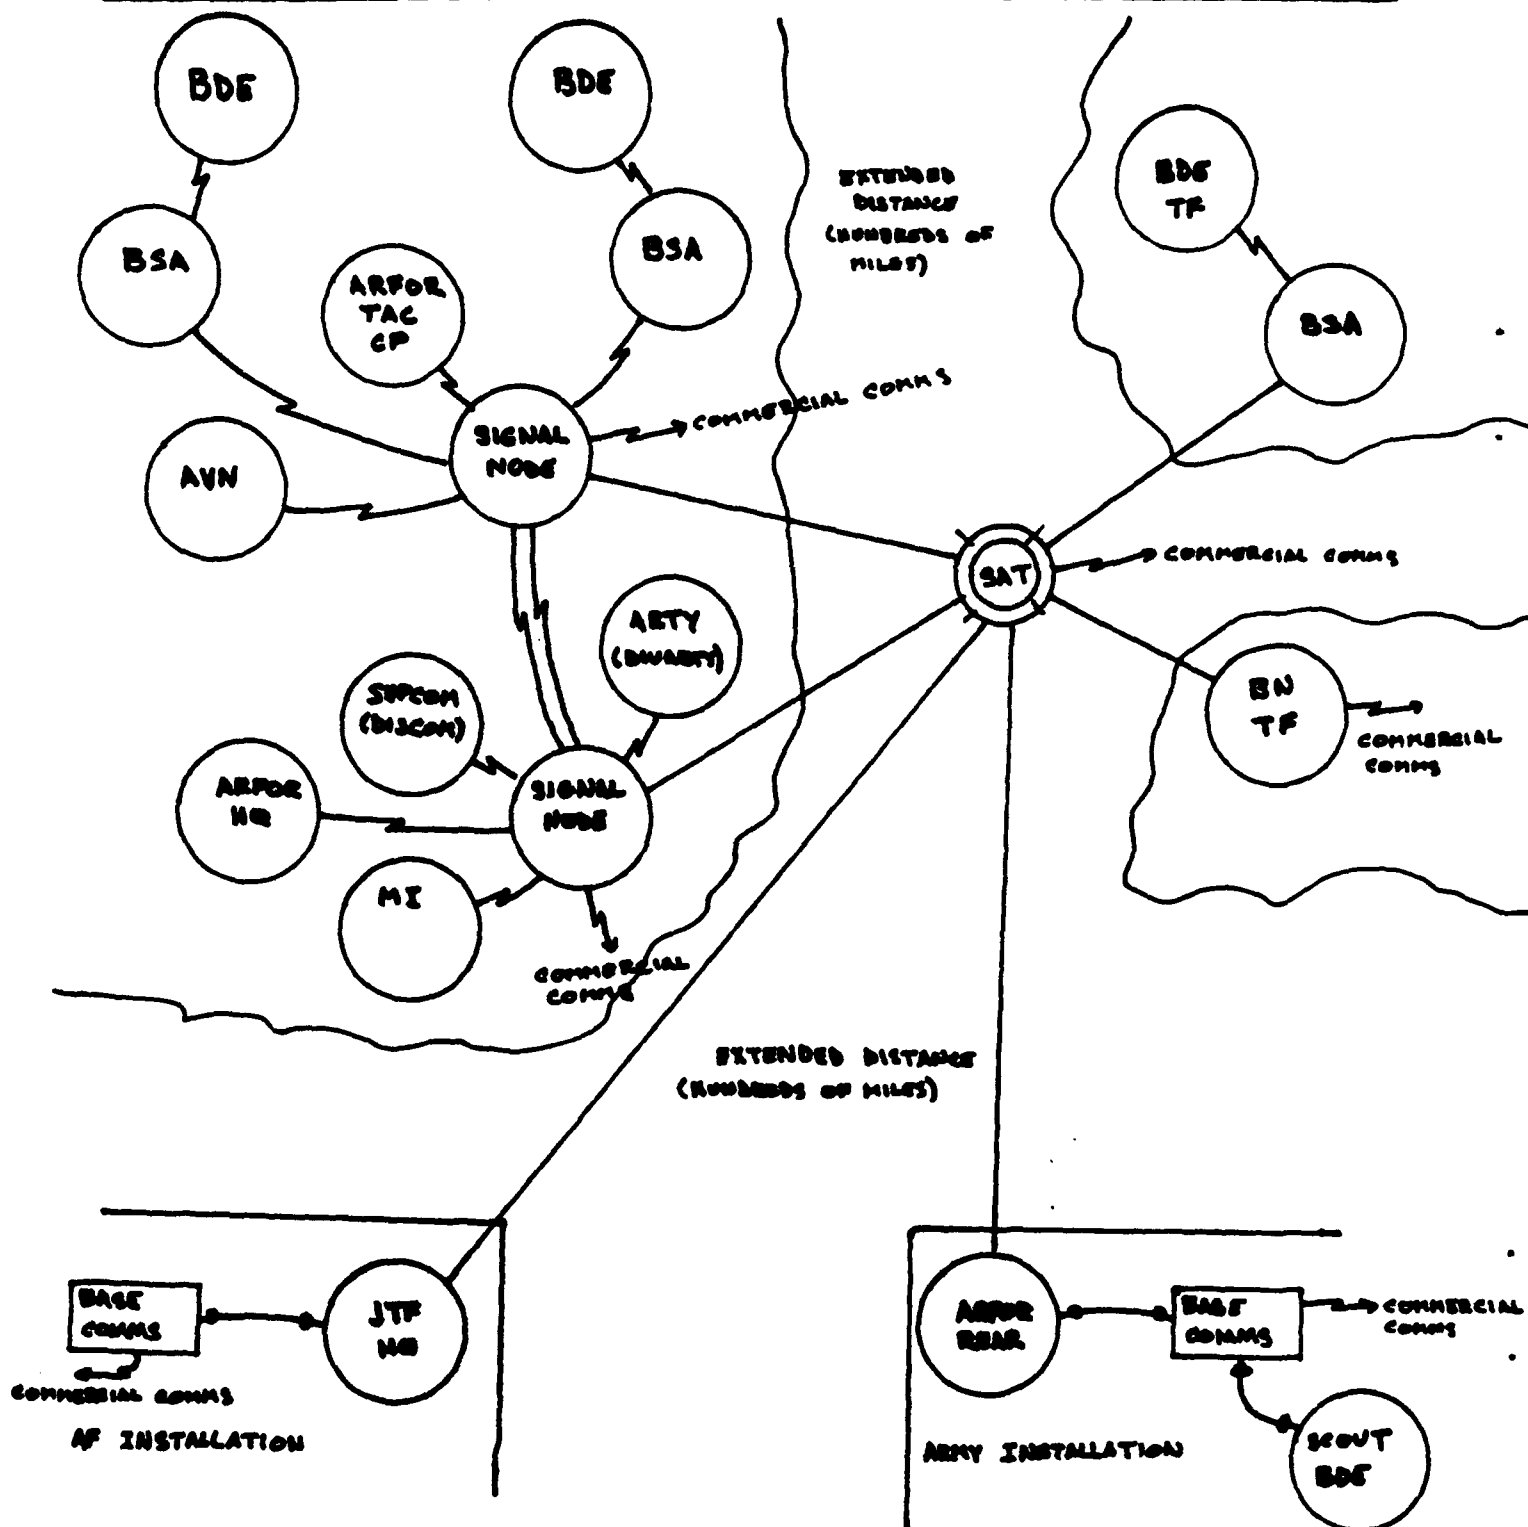 BDE
BDE
BSA
ARFOR
TAC
CP
BSA
EXTENDED
DISTANCE
(HUNDREDS OF
MILES)
BDE
TF
BSA
AVN
SIGNAL
NODE
COMMERCIAL COMMS
SAT
COMMERCIAL COMMS
ARTY
(DIVARTY)
SUPCOM
(DISCOM)
ARFOR
HQ
SIGNAL
NODE
MI
COMMERCIAL
COMMS
BN
TF
COMMERCIAL
COMMS
EXTENDED DISTANCE
(HUNDREDS OF MILES)
BASE
COMMS
JTF
HQ
COMMERCIAL COMMS
AF INSTALLATION
ARFOR
REAR
BASE
COMMS
COMMERCIAL
COMMS
ARMY INSTALLATION
SCOUT
BDE